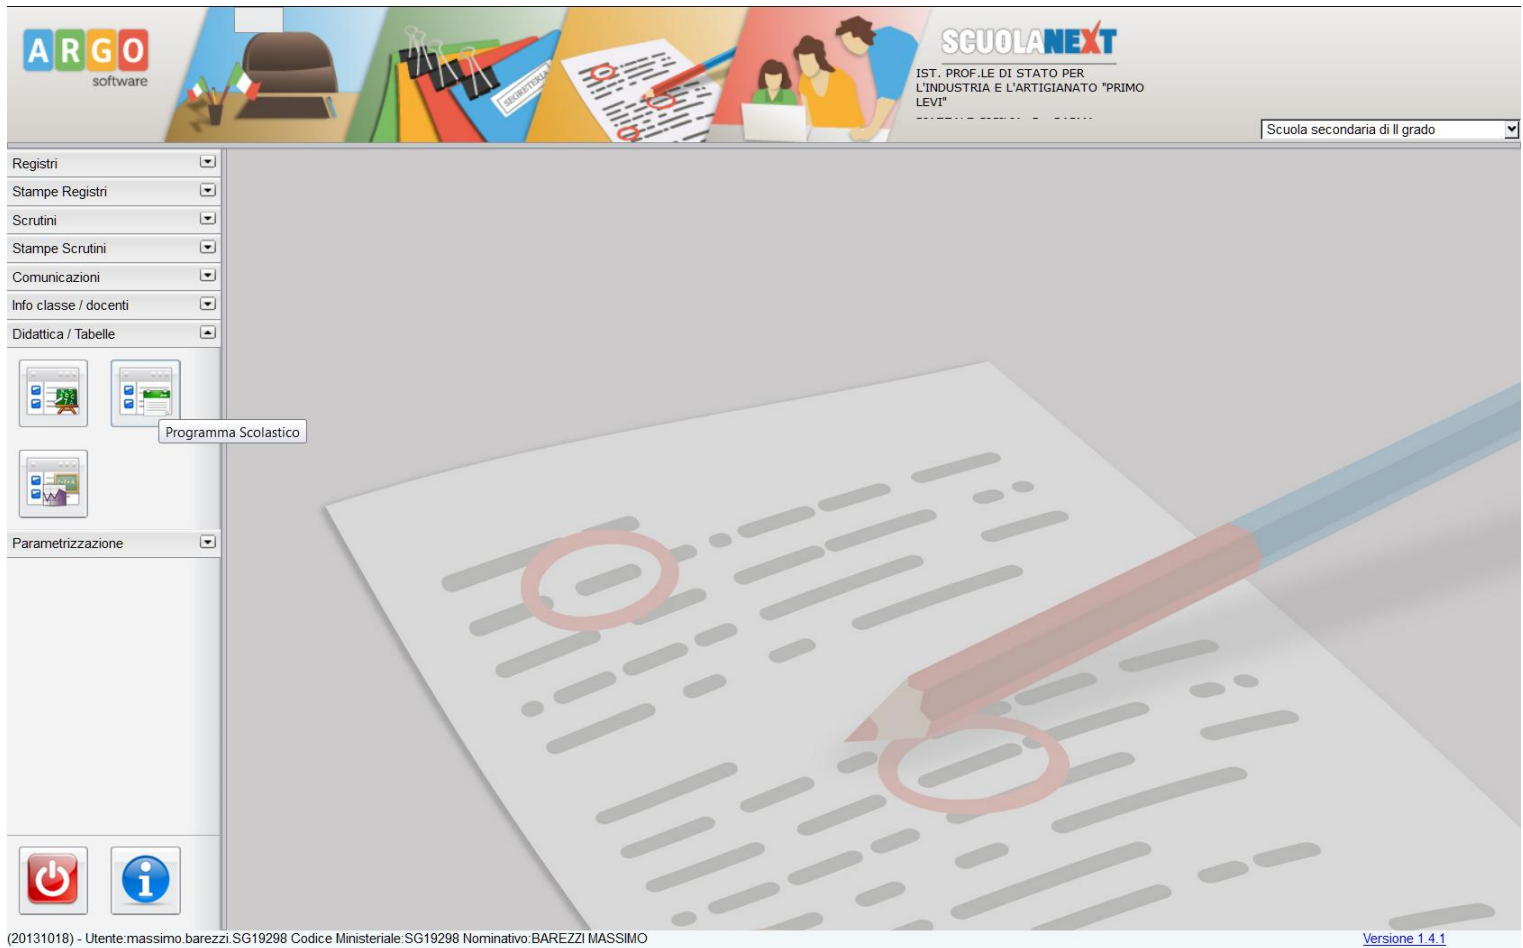 ARGO
software
SEGRETERIA
SCUOLANEXT
IST. PROF.LE DI STATO PER
L'INDUSTRIA E L'ARTIGIANATO "PRIMO
LEVI"
Scuola secondaria di II grado
Registri
Stampe Registri
Scrutini
Stampe Scrutini
Comunicazioni
Info classe / docenti
Didattica / Tabelle
Programma Scolastico
Parametrizzazione
(20131018) - Utente:massimo.barezzi.SG19298 Codice Ministeriale:SG19298 Nominativo:BAREZZI MASSIMO
Versione 1.4.1